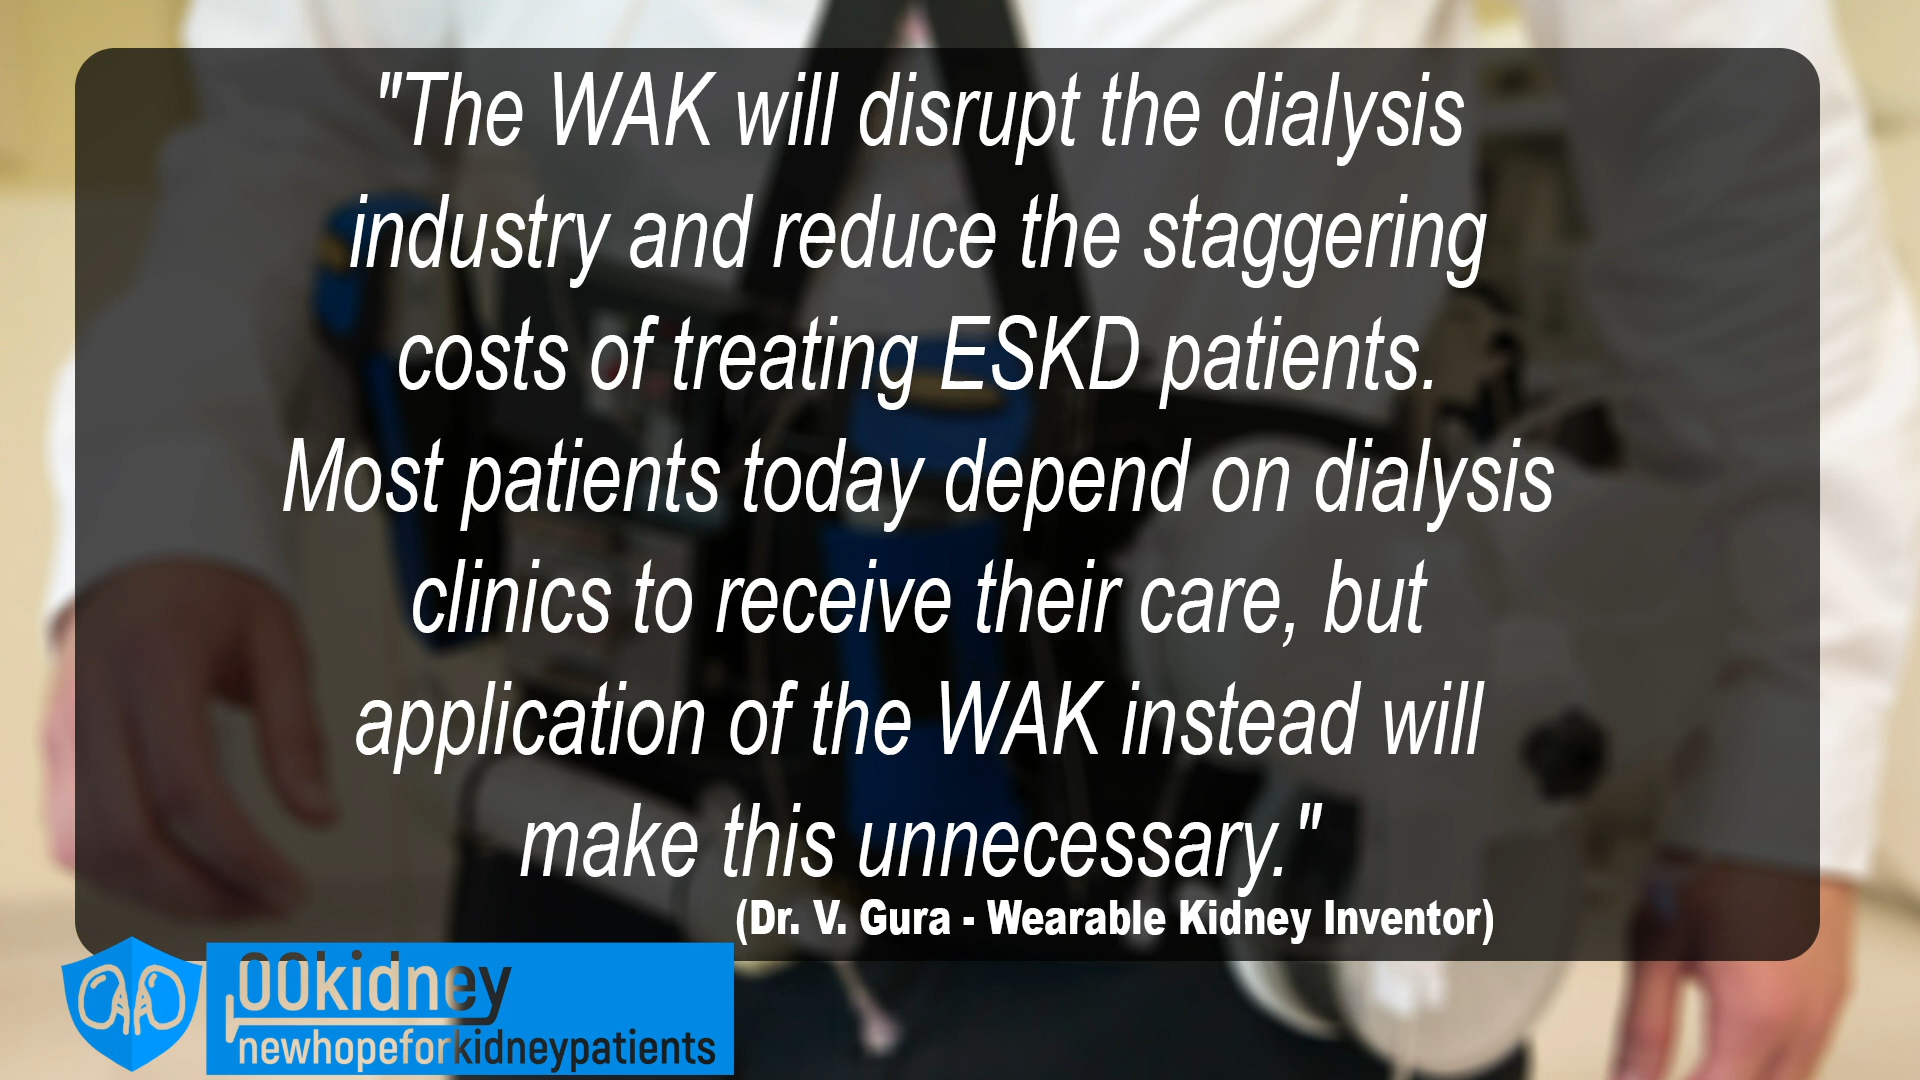 "The WAK will disrupt the dialysis
industry and reduce the staggering
costs of treating ESKD patients.
Most patients today depend on dialysis
clinics to receive their care, but
application of the WAK instead will
make this unnecessary."
(Dr. V. Gura - Wearable Kidney Inventor)
00kidney
newhopeforkidneypatients